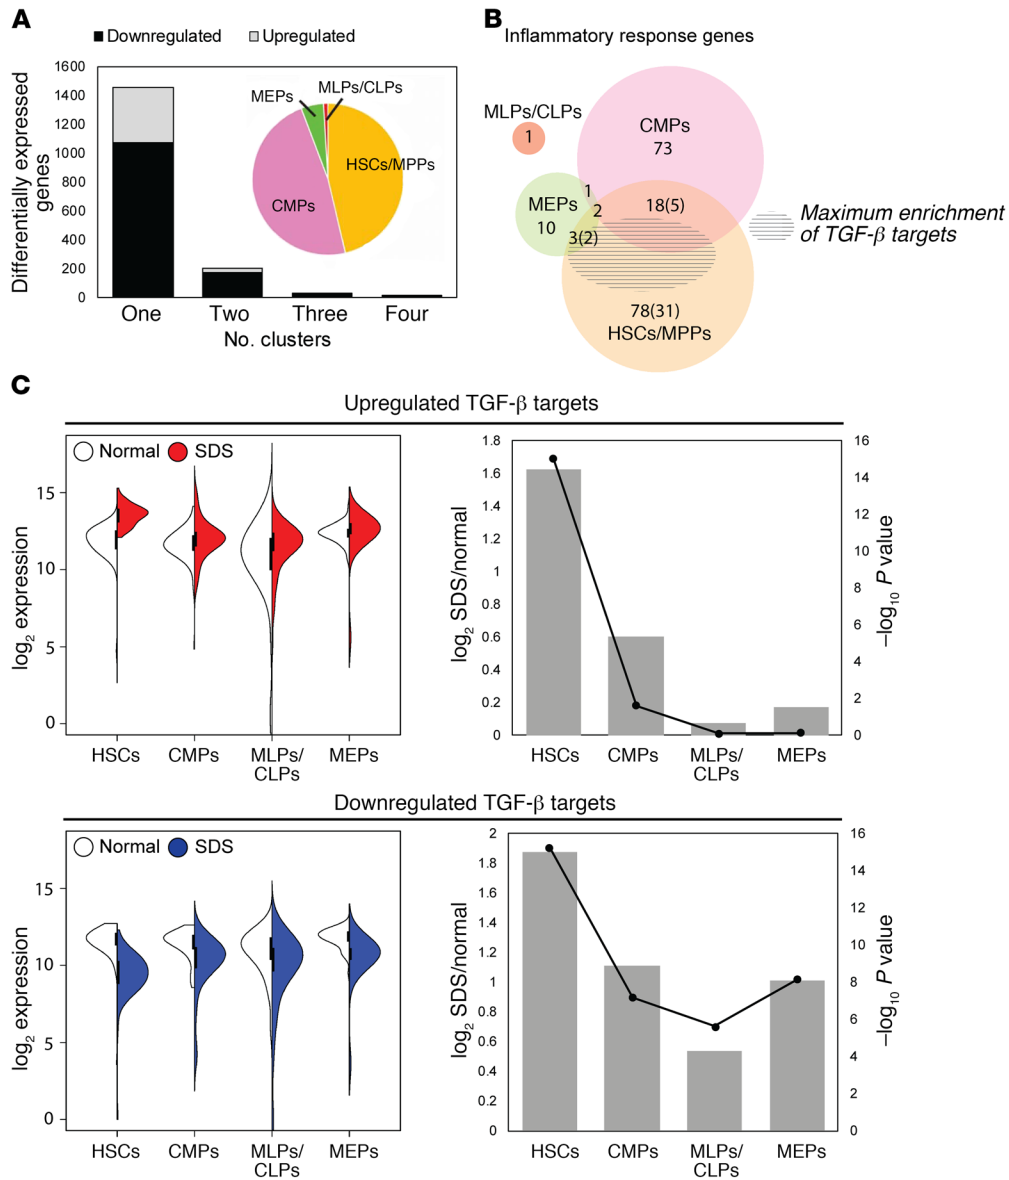 A
Downregulated
Upregulated
Differentially expressed
genes
1600
1400
1200
1000
800
600
400
200
0
MEPs
MLPs/CLPs
HSCs/MPPs
CMPs
One
Two
Three
Four
No. clusters
B
Inflammatory response genes
MLPs/CLPs
1
CMPs
73
1
MEPs
10
2
18(5)
3(2)
78(31)
HSCs/MPPs
Maximum enrichment
of TGF-β targets
C
Upregulated TGF-β targets
Normal
SDS
log2 expression
15
10
5
0
HSCs
CMPs
MLPs/
CLPs
MEPs
log2 SDS/normal
1.8
1.6
1.4
1.2
1
0.8
0.6
0.4
0.2
0
16
14
12
10
8
6
4
2
0
–log10 P value
HSCs
CMPs
MLPs/
CLPs
MEPs
Downregulated TGF-β targets
Normal
SDS
log2 expression
15
10
5
0
HSCs
CMPs
MLPs/
CLPs
MEPs
log2 SDS/normal
2
1.8
1.6
1.4
1.2
1
0.8
0.6
0.4
0.2
0
16
14
12
10
8
6
4
2
0
–log10 P value
HSCs
CMPs
MLPs/
CLPs
MEPs